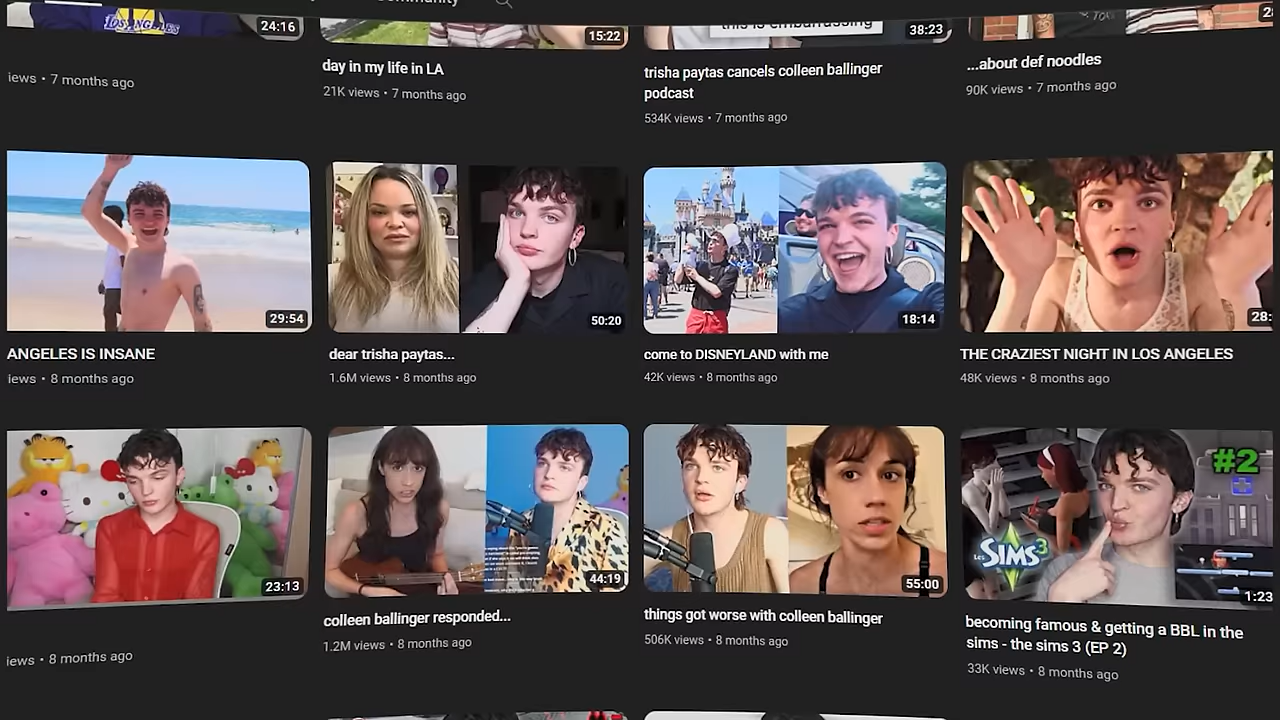 ommunity
LOS ANGELES
24:16
15:22
this is embarrassing
38:23
iews • 7 months ago
day in my life in LA
21K views • 7 months ago
trisha paytas cancels colleen ballinger
podcast
534K views • 7 months ago
...about def noodles
90K views • 7 months ago
29:54
50:20
18:14
28:
ANGELES IS INSANE
iews • 8 months ago
dear trisha paytas...
1.6M views • 8 months ago
come to DISNEYLAND with me
42K views • 8 months ago
THE CRAZIEST NIGHT IN LOS ANGELES
48K views • 8 months ago
23:13
44:19
55:00
#2
Les SIMS 3
1:23
iews • 8 months ago
colleen ballinger responded...
1.2M views • 8 months ago
things got worse with colleen ballinger
506K views • 8 months ago
becoming famous & getting a BBL in the
sims - the sims 3 (EP 2)
33K views • 8 months ago